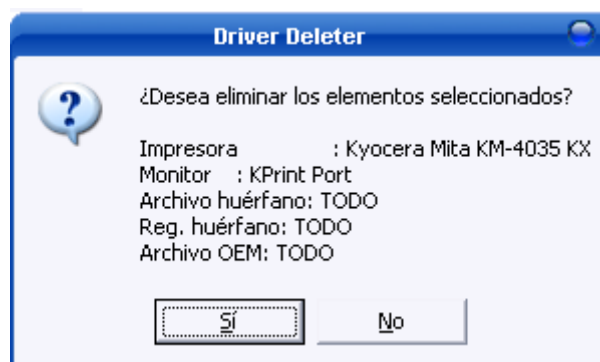 Driver Deleter
¿Desea eliminar los elementos seleccionados?
Impresora : Kyocera Mita KM-4035 KX
Monitor : KPrint Port
Archivo huérfano: TODO
Reg. huérfano: TODO
Archivo OEM: TODO
Sí
No